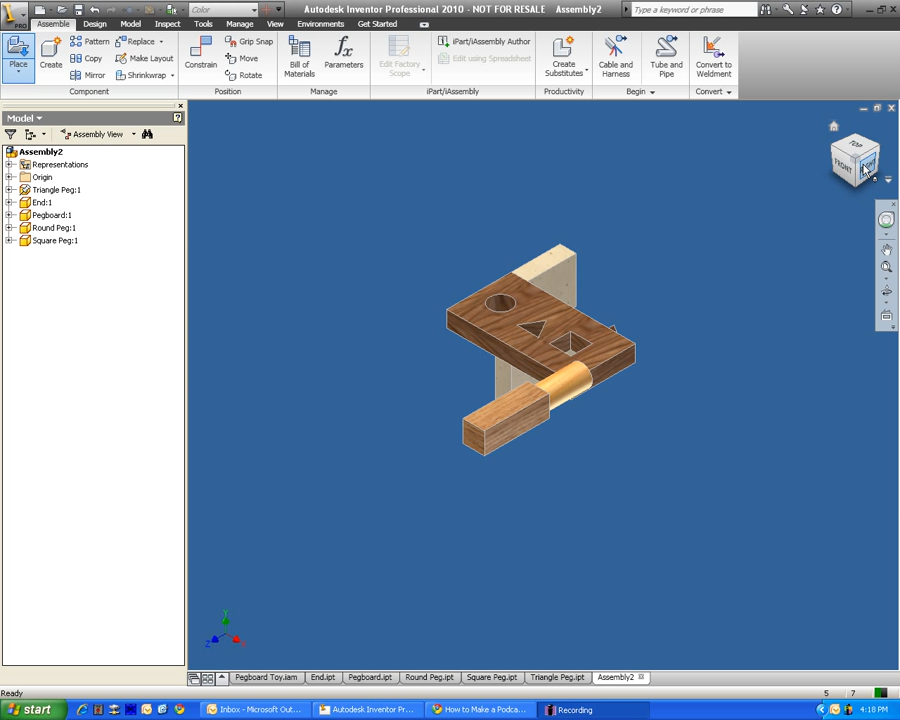 Color
Autodesk Inventor Professional 2010 - NOT FOR RESALE Assembly2
Type a keyword or phrase
PRO
Assemble Design Model Inspect Tools Manage View Environments Get Started
Place
Create
Pattern
Copy
Mirror
Replace
Make Layout
Shrinkwrap
Component
Constrain
Grip Snap
Move
Rotate
Position
Bill of
Materials
Parameters
Manage
Edit Factory
Scope
iPart/iAssembly Author
Edit using Spreadsheet
iPart/iAssembly
Create
Substitutes
Productivity
Cable and
Harness
Tube and
Pipe
Begin
Convert to
Weldment
Convert
Model
Assembly View
Assembly2
Representations
Origin
Triangle Peg:1
End:1
Pegboard:1
Round Peg:1
Square Peg:1
TOP
FRONT
Y
Z
Pegboard Toy.iam End.ipt Pegboard.ipt Round Peg.ipt Square Peg.ipt Triangle Peg.ipt Assembly2
Ready 5 7
start Inbox - Microsoft Out... Autodesk Inventor Pr... How to Make a Podca... Recording 4:18 PM